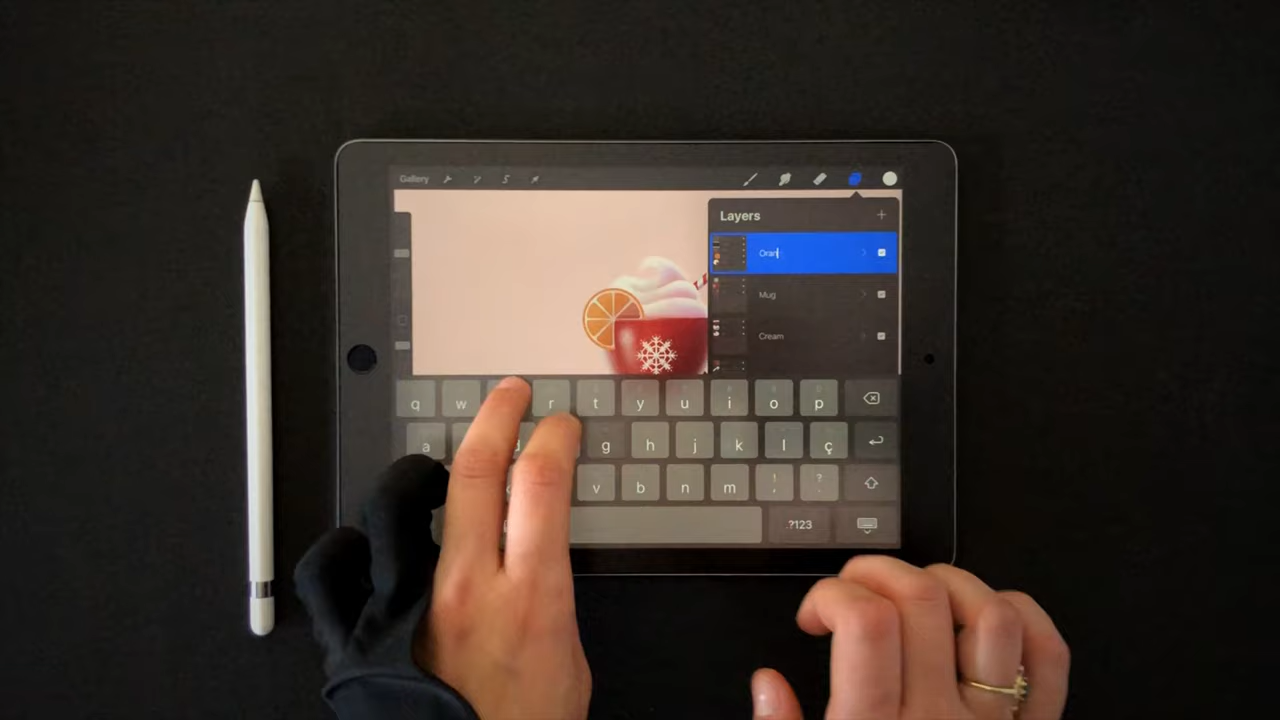 Gallery
Layers
Oran
Mug
Cream
q w r t y u i o p
a d g h j k l ç
v b n m ! , ? .
.?123